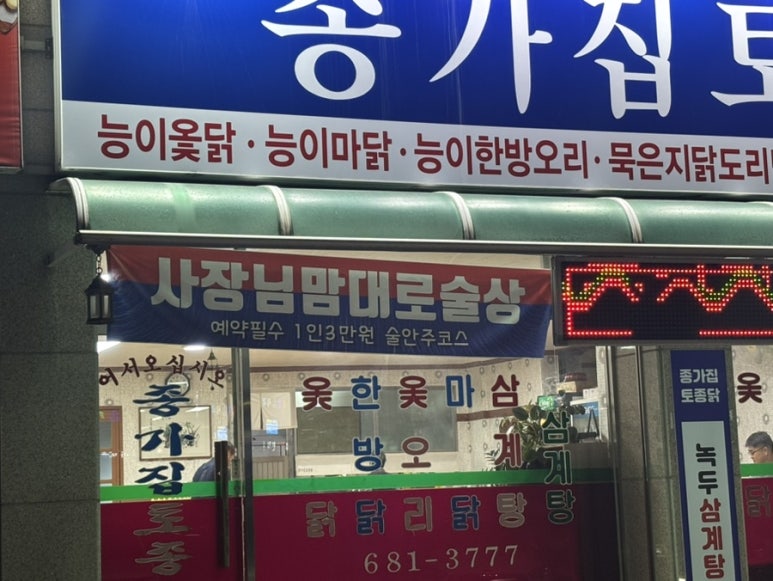 종가집토
능이옻닭 · 능이마닭 · 능이한방오리 · 묵은지닭도리
사장님맘대로술상
예약필수 1인3만원 술안주코스
어서오십시오
종가집토종
옻닭
한방닭
옻오리
마닭
삼계탕
삼계탕
681-3777
종가집
토종닭
녹두삼계탕
옻닭